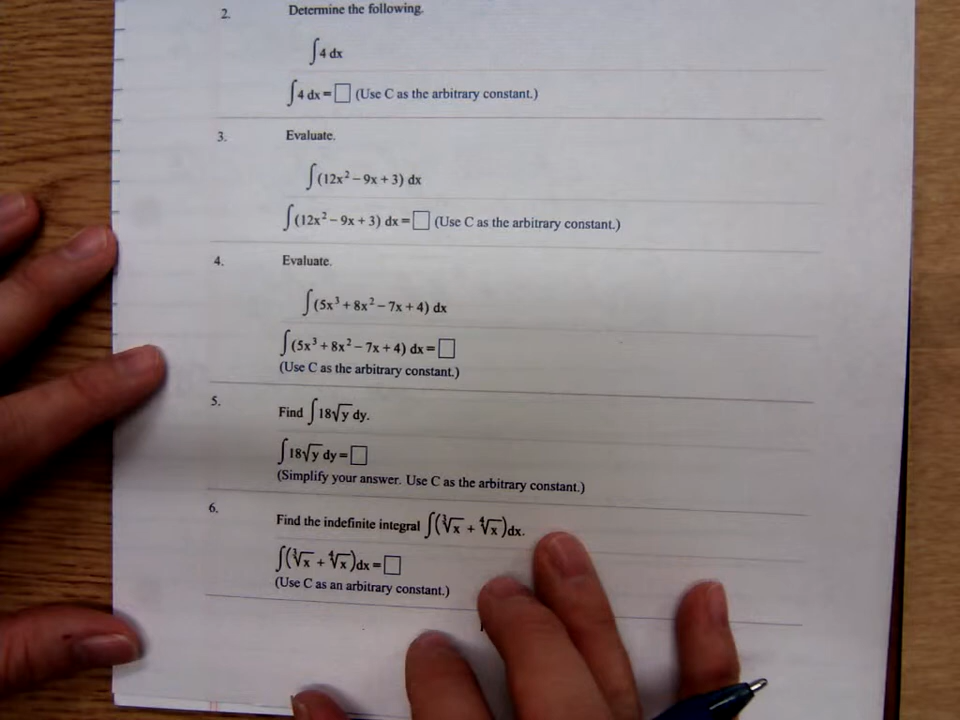 2. Determine the following.
∫4 dx
∫4 dx = □ (Use C as the arbitrary constant.)
3. Evaluate.
∫(12x² − 9x + 3) dx
∫(12x² − 9x + 3) dx = □ (Use C as the arbitrary constant.)
4. Evaluate.
∫(5x³ + 8x² − 7x + 4) dx
∫(5x³ + 8x² − 7x + 4) dx = □
(Use C as the arbitrary constant.)
5. Find ∫18√y dy.
∫18√y dy = □
(Simplify your answer. Use C as the arbitrary constant.)
6. Find the indefinite integral ∫(∛x + ∜x)dx.
∫(∛x + ∜x)dx = □
(Use C as an arbitrary constant.)